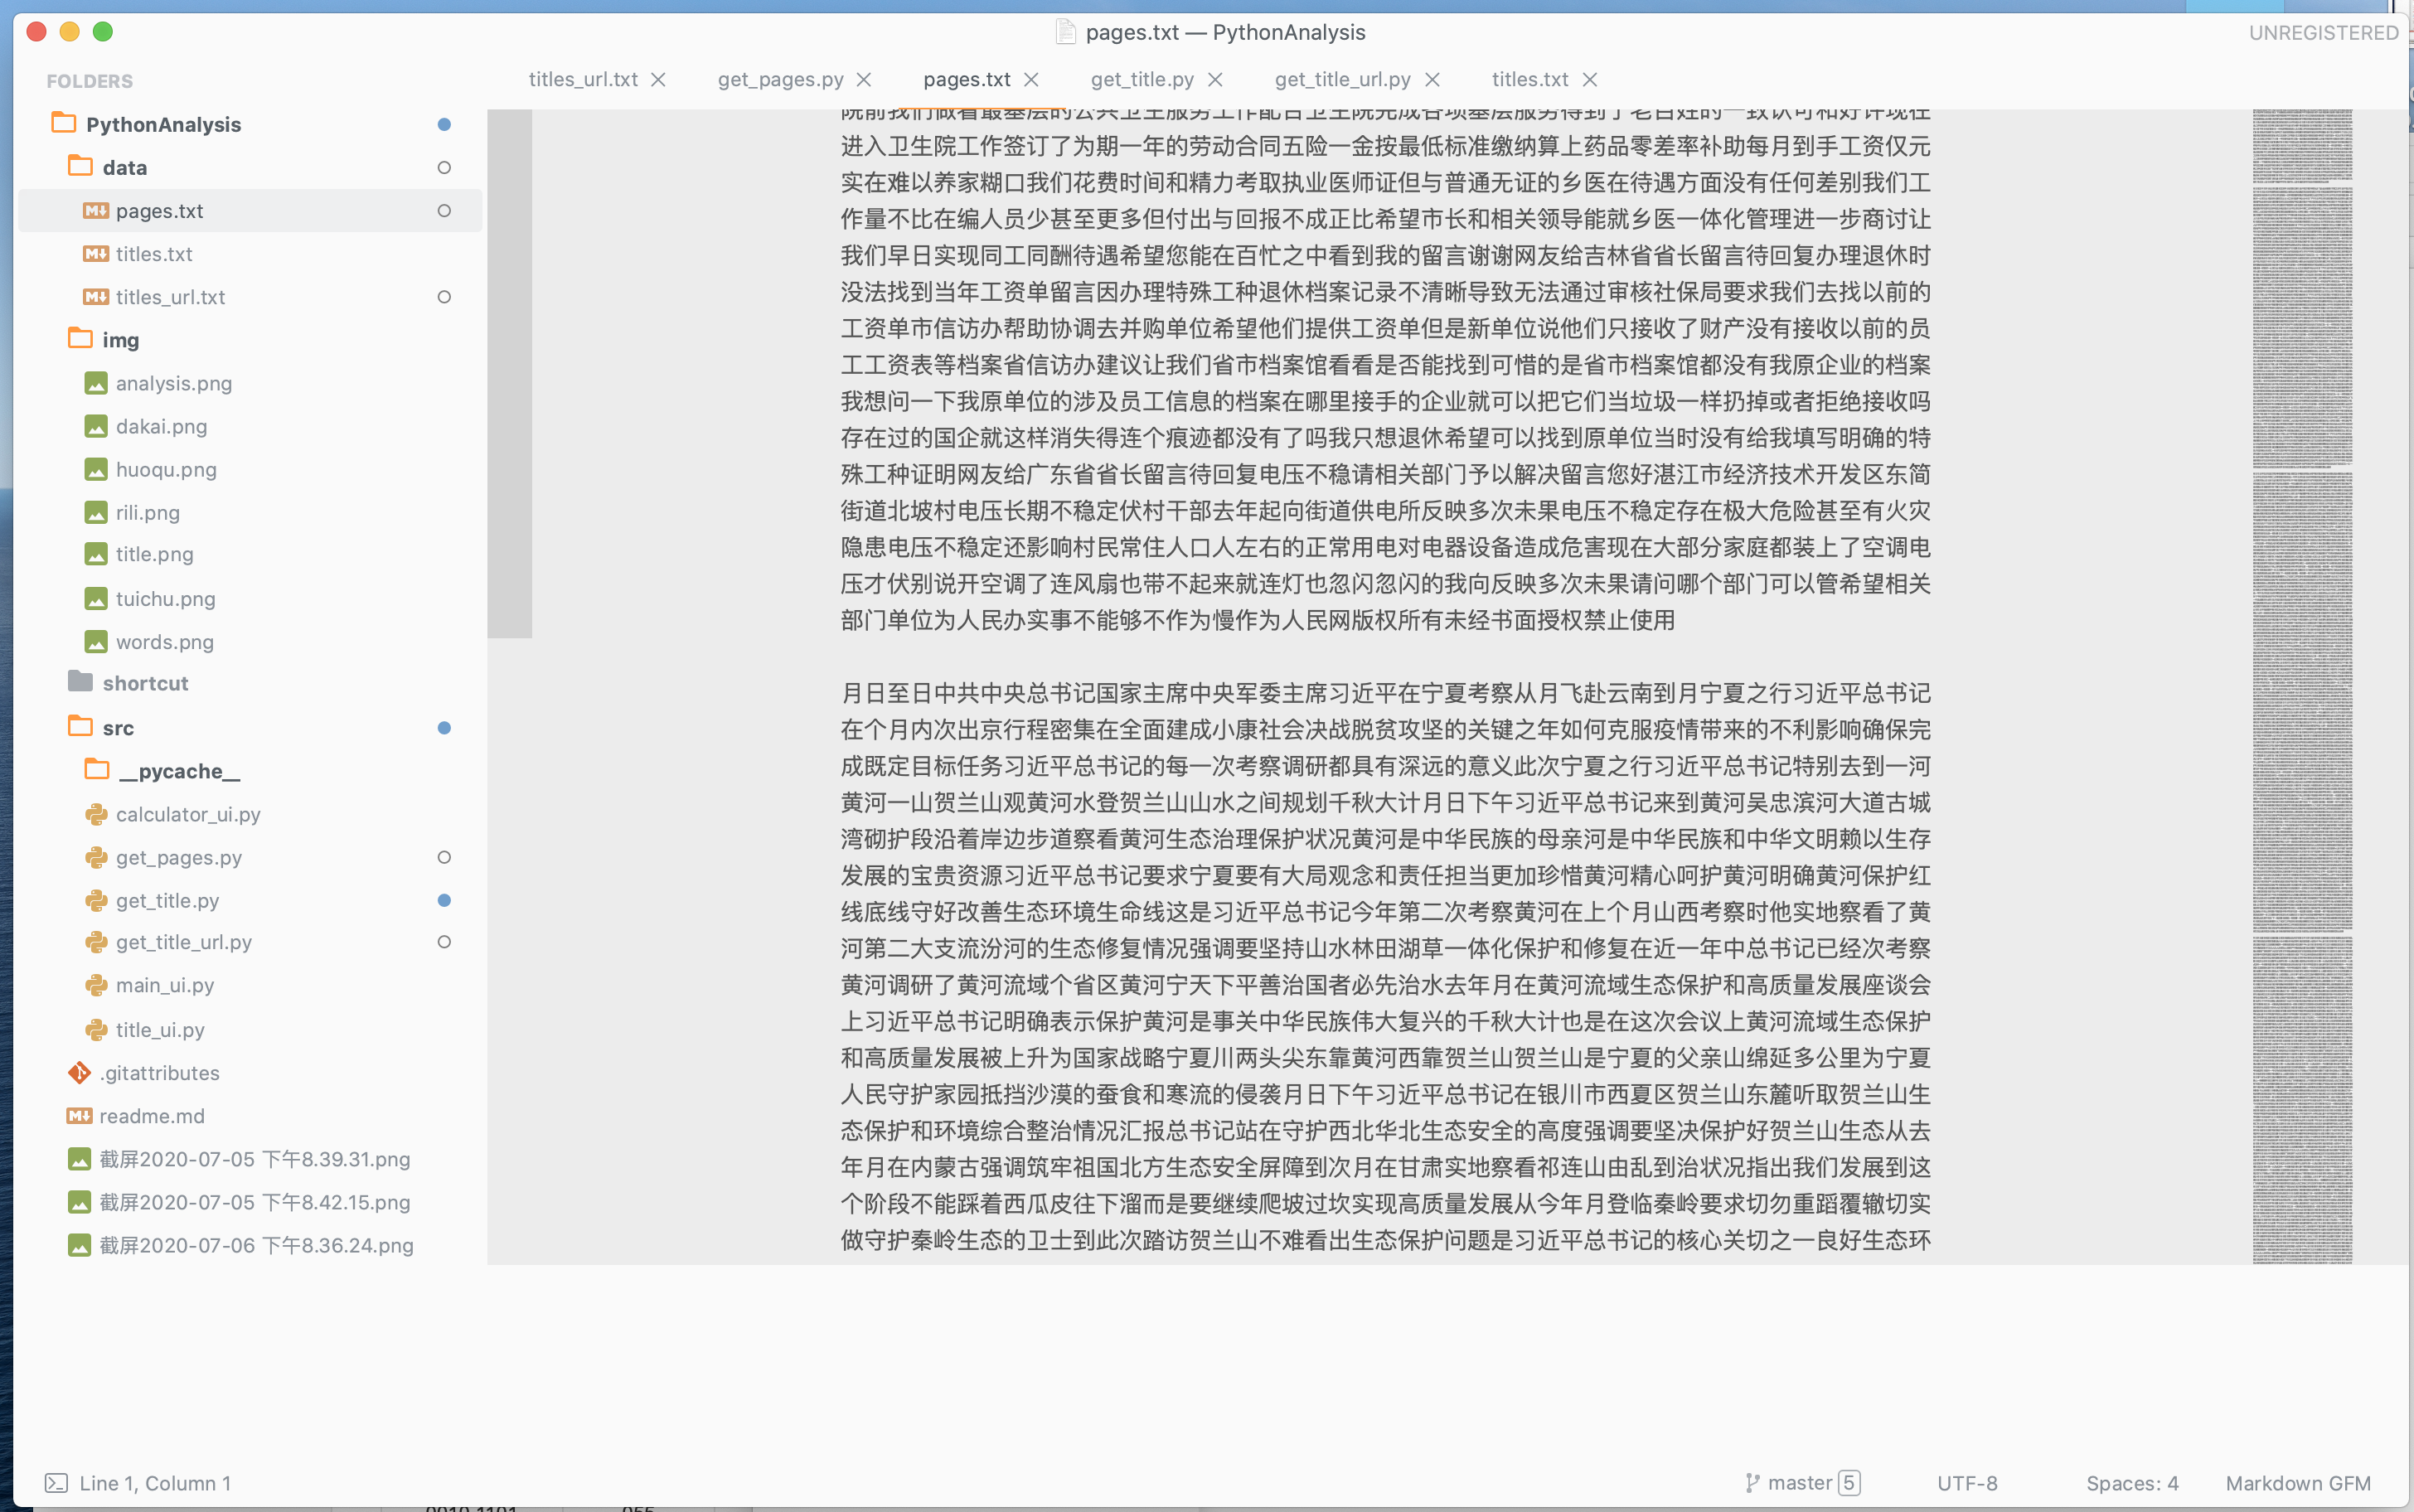 pages.txt — PythonAnalysis
UNREGISTERED
FOLDERS
titles_url.txt
get_pages.py
pages.txt
get_title.py
get_title_url.py
titles.txt
PythonAnalysis
data
pages.txt
titles.txt
titles_url.txt
img
analysis.png
dakai.png
huoqu.png
rili.png
title.png
tuichu.png
words.png
shortcut
src
__pycache__
calculator_ui.py
get_pages.py
get_title.py
get_title_url.py
main_ui.py
title_ui.py
.gitattributes
readme.md
截屏2020-07-05 下午8.39.31.png
截屏2020-07-05 下午8.42.15.png
截屏2020-07-06 下午8.36.24.png
院前我们做着最基层的公共卫生服务工作配合卫生院完成各项基层服务得到了老百姓的一致认可和好评现在
进入卫生院工作签订了为期一年的劳动合同五险一金按最低标准缴纳算上药品零差率补助每月到手工资仅元
实在难以养家糊口我们花费时间和精力考取执业医师证但与普通无证的乡医在待遇方面没有任何差别我们工
作量不比在编人员少甚至更多但付出与回报不成正比希望市长和相关领导能就乡医一体化管理进一步商讨让
我们早日实现同工同酬待遇希望您能在百忙之中看到我的留言谢谢网友给吉林省省长留言待回复办理退休时
没法找到当年工资单留言因办理特殊工种退休档案记录不清晰导致无法通过审核社保局要求我们去找以前的
工资单市信访办帮助协调去并购单位希望他们提供工资单但是新单位说他们只接收了财产没有接收以前的员
工工资表等档案省信访办建议让我们省市档案馆看看是否能找到可惜的是省市档案馆都没有我原企业的档案
我想问一下我原单位的涉及员工信息的档案在哪里接手的企业就可以把它们当垃圾一样扔掉或者拒绝接收吗
存在过的国企就这样消失得连个痕迹都没有了吗我只想退休希望可以找到原单位当时没有给我填写明确的特
殊工种证明网友给广东省省长留言待回复电压不稳请相关部门予以解决留言您好湛江市经济技术开发区东简
街道北坡村电压长期不稳定伏村干部去年起向街道供电所反映多次未果电压不稳定存在极大危险甚至有火灾
隐患电压不稳定还影响村民常住人口人左右的正常用电对电器设备造成危害现在大部分家庭都装上了空调电
压才伏别说开空调了连风扇也带不起来就连灯也忽闪忽闪的我向反映多次未果请问哪个部门可以管希望相关
部门单位为人民办实事不能够不作为慢作为人民网版权所有未经书面授权禁止使用
月日至日中共中央总书记国家主席中央军委主席习近平在宁夏考察从月飞赴云南到月宁夏之行习近平总书记
在个月内次出京行程密集在全面建成小康社会决战脱贫攻坚的关键之年如何克服疫情带来的不利影响确保完
成既定目标任务习近平总书记的每一次考察调研都具有深远的意义此次宁夏之行习近平总书记特别去到一河
黄河一山贺兰山观黄河水登贺兰山山水之间规划千秋大计月日下午习近平总书记来到黄河吴忠滨河大道古城
湾砌护段沿着岸边步道察看黄河生态治理保护状况黄河是中华民族的母亲河是中华民族和中华文明赖以生存
发展的宝贵资源习近平总书记要求宁夏要有大局观念和责任担当更加珍惜黄河精心呵护黄河明确黄河保护红
线底线守好改善生态环境生命线这是习近平总书记今年第二次考察黄河在上个月山西考察时他实地察看了黄
河第二大支流汾河的生态修复情况强调要坚持山水林田湖草一体化保护和修复在近一年中总书记已经次考察
黄河调研了黄河流域个省区黄河宁天下平善治国者必先治水去年月在黄河流域生态保护和高质量发展座谈会
上习近平总书记明确表示保护黄河是事关中华民族伟大复兴的千秋大计也是在这次会议上黄河流域生态保护
和高质量发展被上升为国家战略宁夏川两头尖东靠黄河西靠贺兰山贺兰山是宁夏的父亲山绵延多公里为宁夏
人民守护家园抵挡沙漠的蚕食和寒流的侵袭月日下午习近平总书记在银川市西夏区贺兰山东麓听取贺兰山生
态保护和环境综合整治情况汇报总书记站在守护西北华北生态安全的高度强调要坚决保护好贺兰山生态从去
年月在内蒙古强调筑牢祖国北方生态安全屏障到次月在甘肃实地察看祁连山由乱到治状况指出我们发展到这
个阶段不能踩着西瓜皮往下溜而是要继续爬坡过坎实现高质量发展从今年月登临秦岭要求切勿重蹈覆辙切实
做守护秦岭生态的卫士到此次踏访贺兰山不难看出生态保护问题是习近平总书记的核心关切之一良好生态环
Line 1, Column 1
master 5
UTF-8
Spaces: 4
Markdown GFM